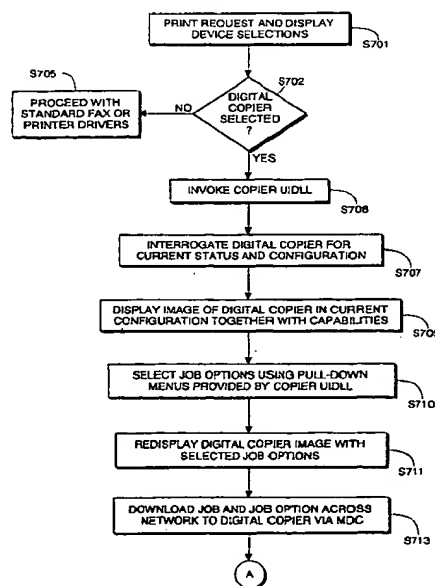 PRINT REQUEST AND DISPLAY
DEVICE SELECTIONS
S701
S705
S702
PROCEED WITH
STANDARD FAX OR
PRINTER DRIVERS
NO
DIGITAL
COPIER
SELECTED
?
YES
INVOKE COPIER UIDLL
S706
INTERROGATE DIGITAL COPIER FOR
CURRENT STATUS AND CONFIGURATION
S707
DISPLAY IMAGE OF DIGITAL COPIER IN CURRENT
CONFIGURATION TOGETHER WITH CAPABILITIES
S709
SELECT JOB OPTIONS USING PULL-DOWN
MENUS PROVIDED BY COPIER UIDLL
S710
REDISPLAY DIGITAL COPIER IMAGE WITH
SELECTED JOB OPTIONS
S711
DOWNLOAD JOB AND JOB OPTION ACROSS
NETWORK TO DIGITAL COPIER VIA MDC
S713
A